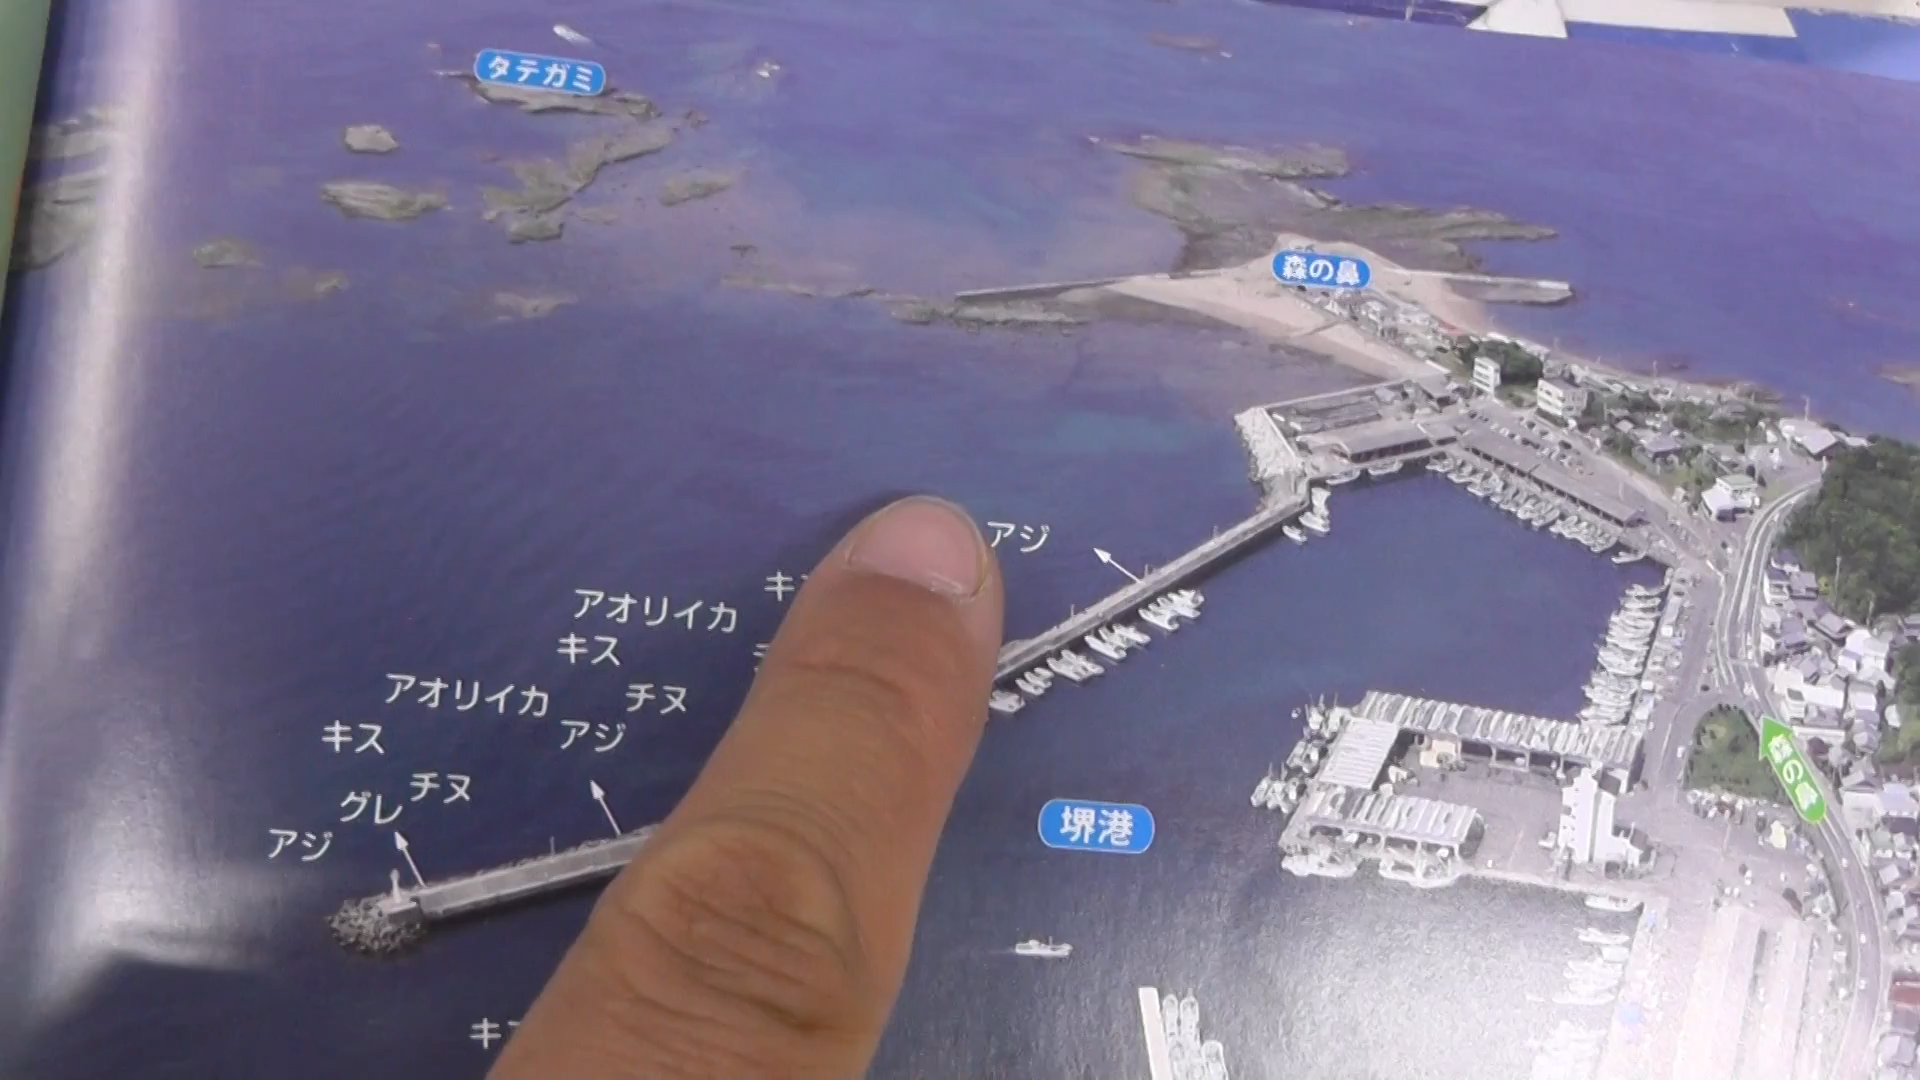 タテガミ
森の鼻
アジ
アオリイカ
キス
アオリイカ
チヌ
キス
アジ
チヌ
グレ
アジ
堺港
森の鼻